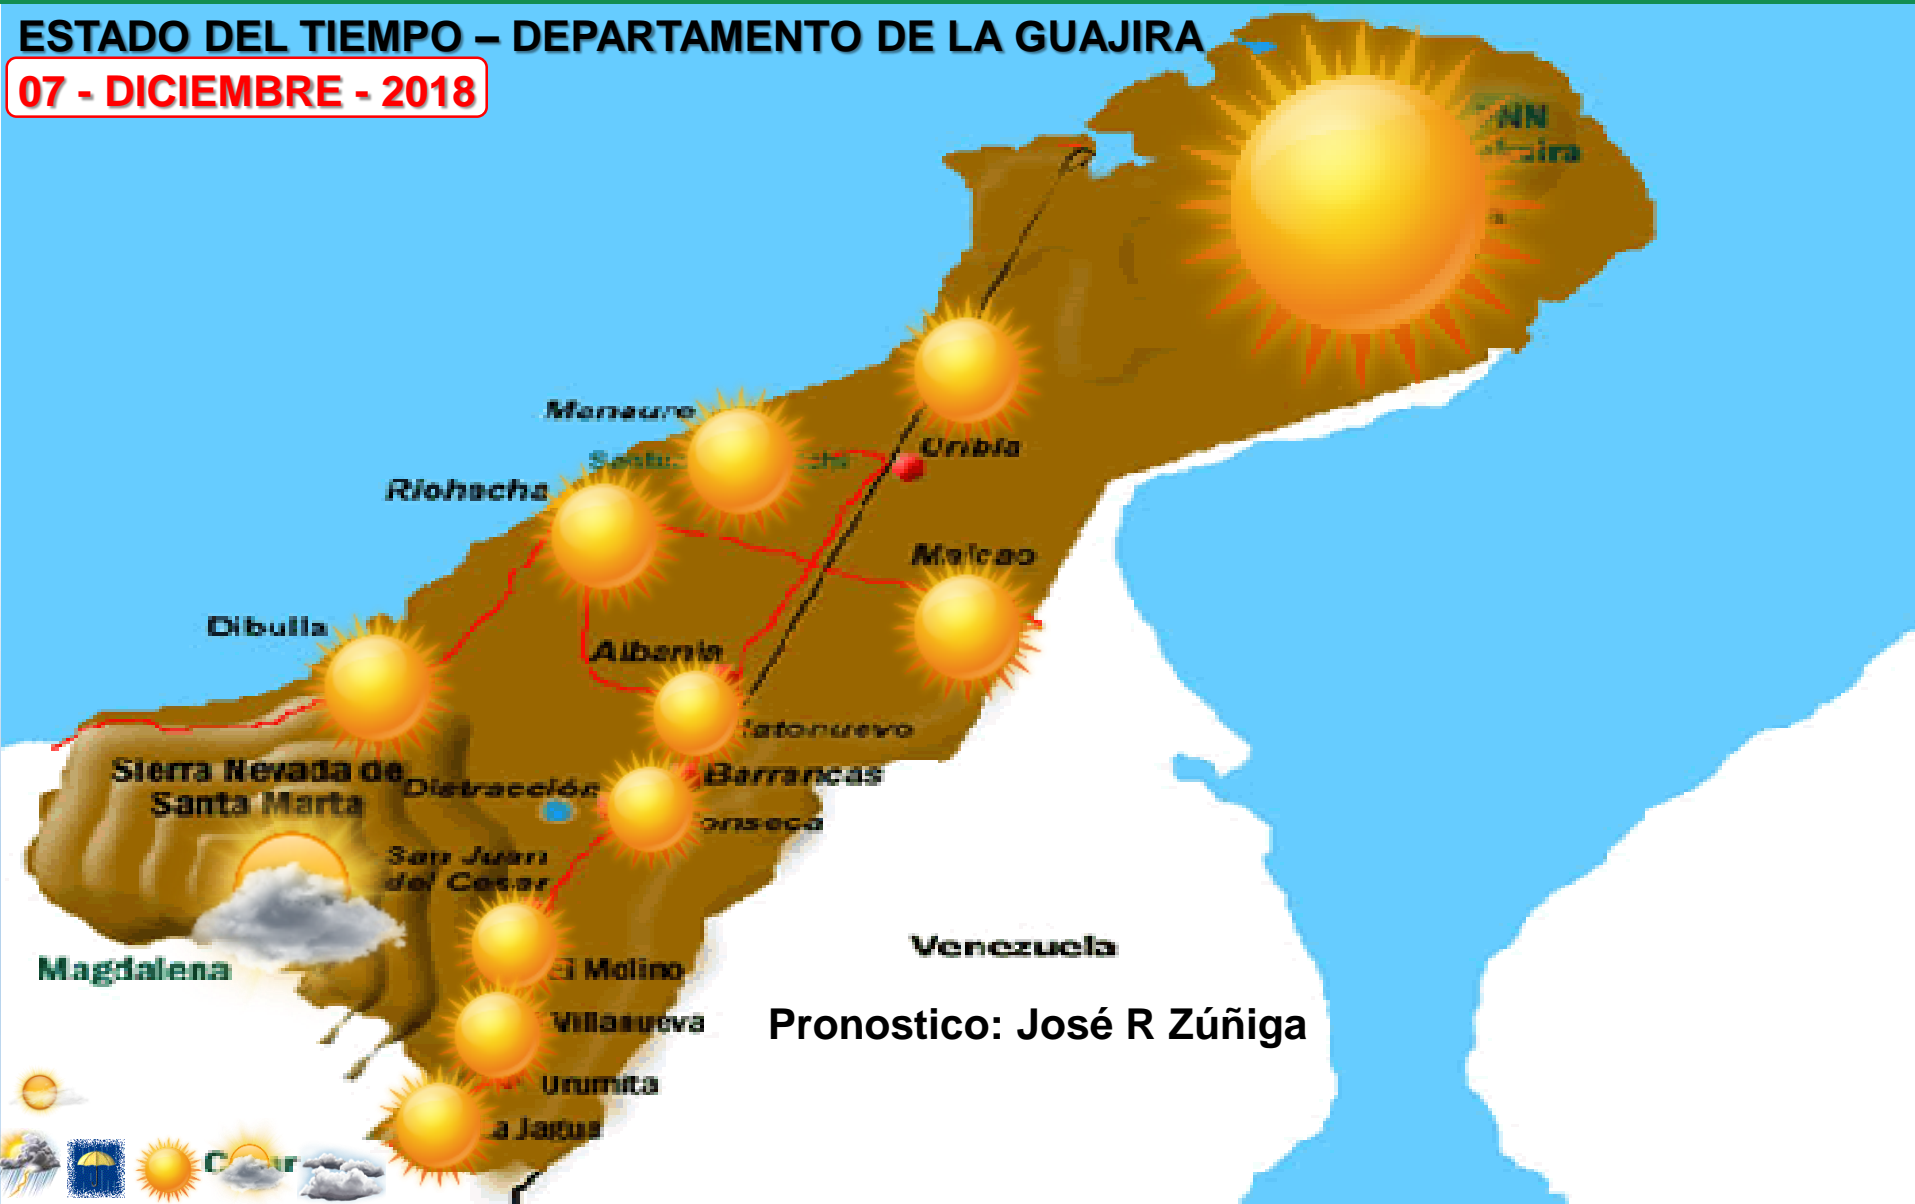 ESTADO DEL TIEMPO – DEPARTAMENTO DE LA GUAJIRA
07 - DICIEMBRE - 2018
Manaure
Riohacha
Uribia
Maicao
Dibulla
Albania
Barrancas
Sierra Nevada de
Santa Marta
Distracción
San Juan
del Cesar
Magdalena
El Molino
Villanueva
Urumita
Venezuela
Pronostico: José R Zúñiga